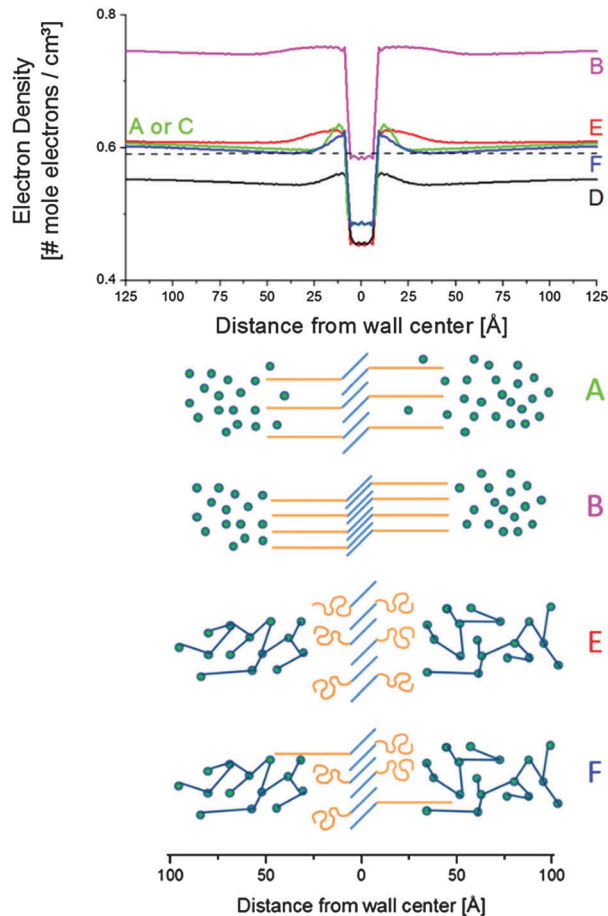 Electron Density
[# mole electrons / cm³]
0.8
0.6
0.4
B
A or C
E
F
D
125 100 75 50 25 0 25 50 75 100 125
Distance from wall center [Å]
A
B
E
F
100 50 0 50 100
Distance from wall center [Å]